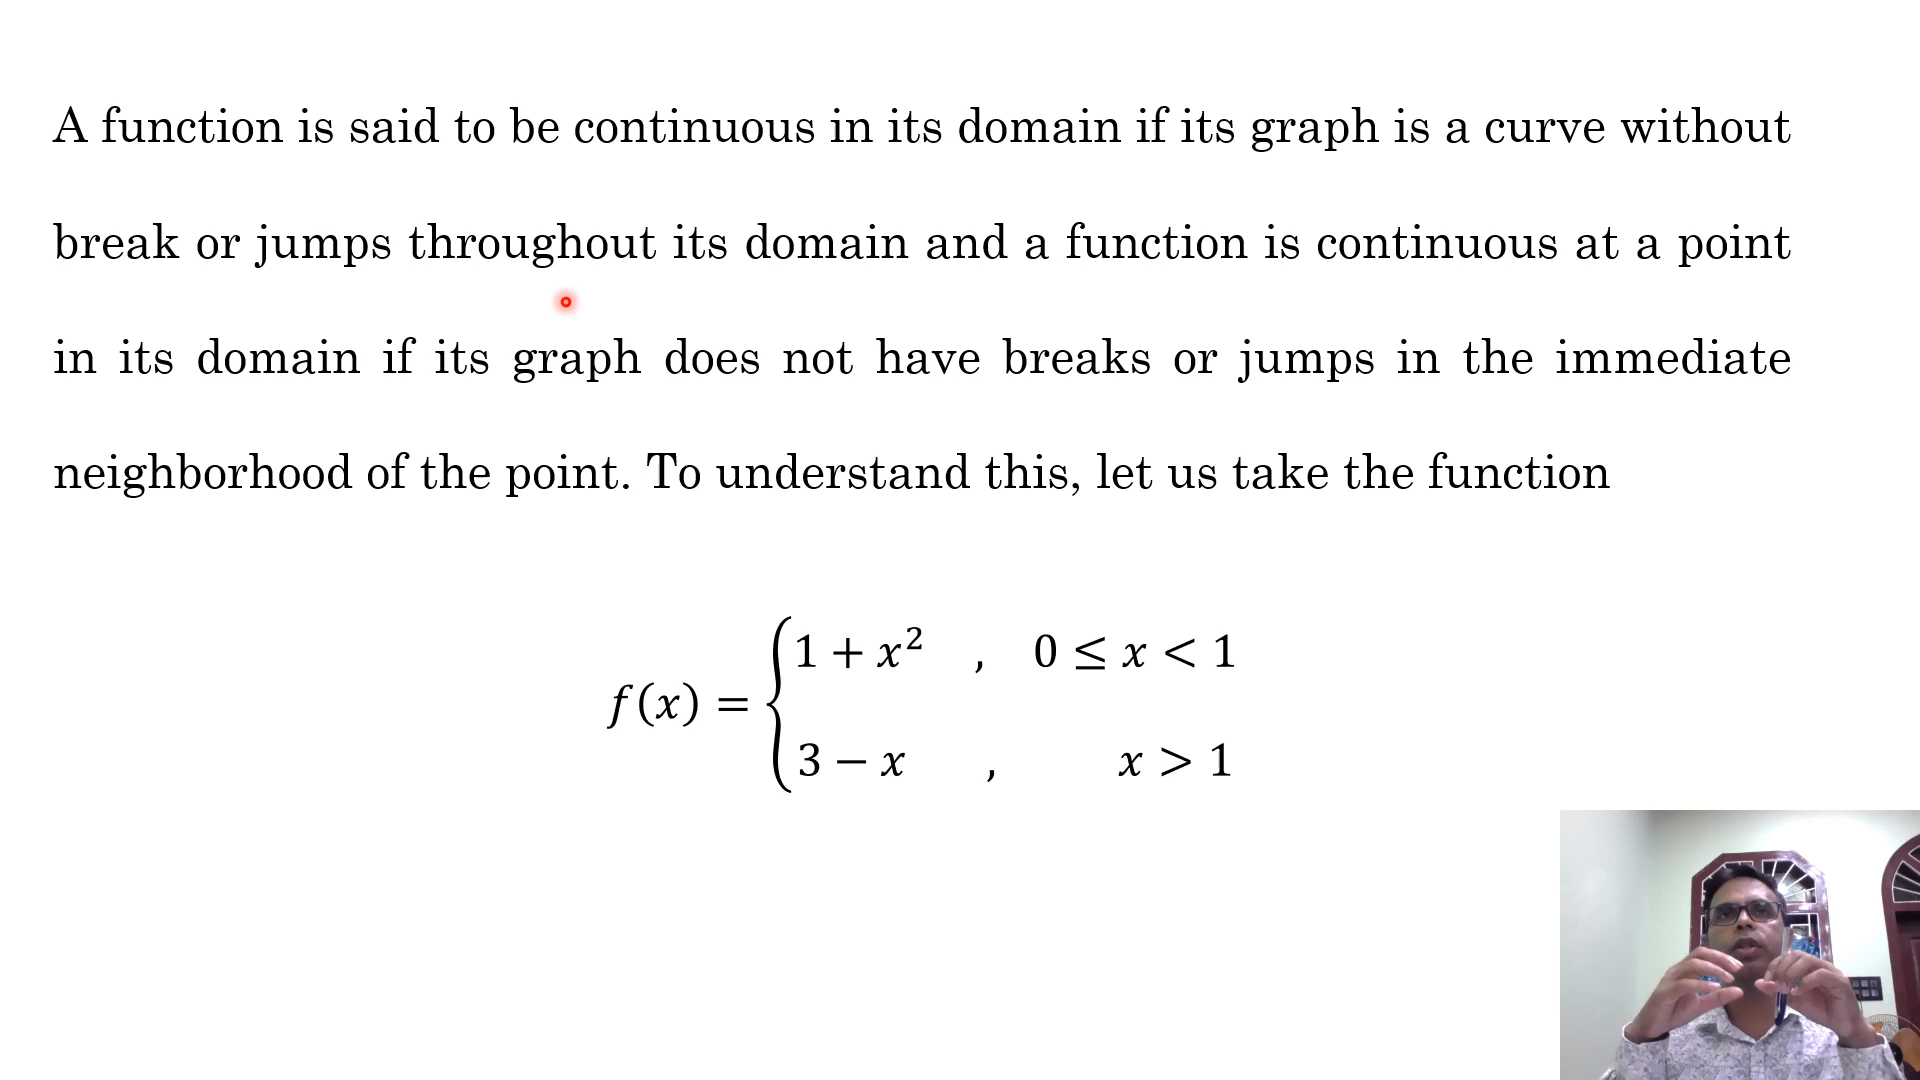 A function is said to be continuous in its domain if its graph is a curve without
break or jumps throughout its domain and a function is continuous at a point
in its domain if its graph does not have breaks or jumps in the immediate
neighborhood of the point. To understand this, let us take the function
f(x) = { 1 + x² , 0 ≤ x < 1
3 − x , x > 1